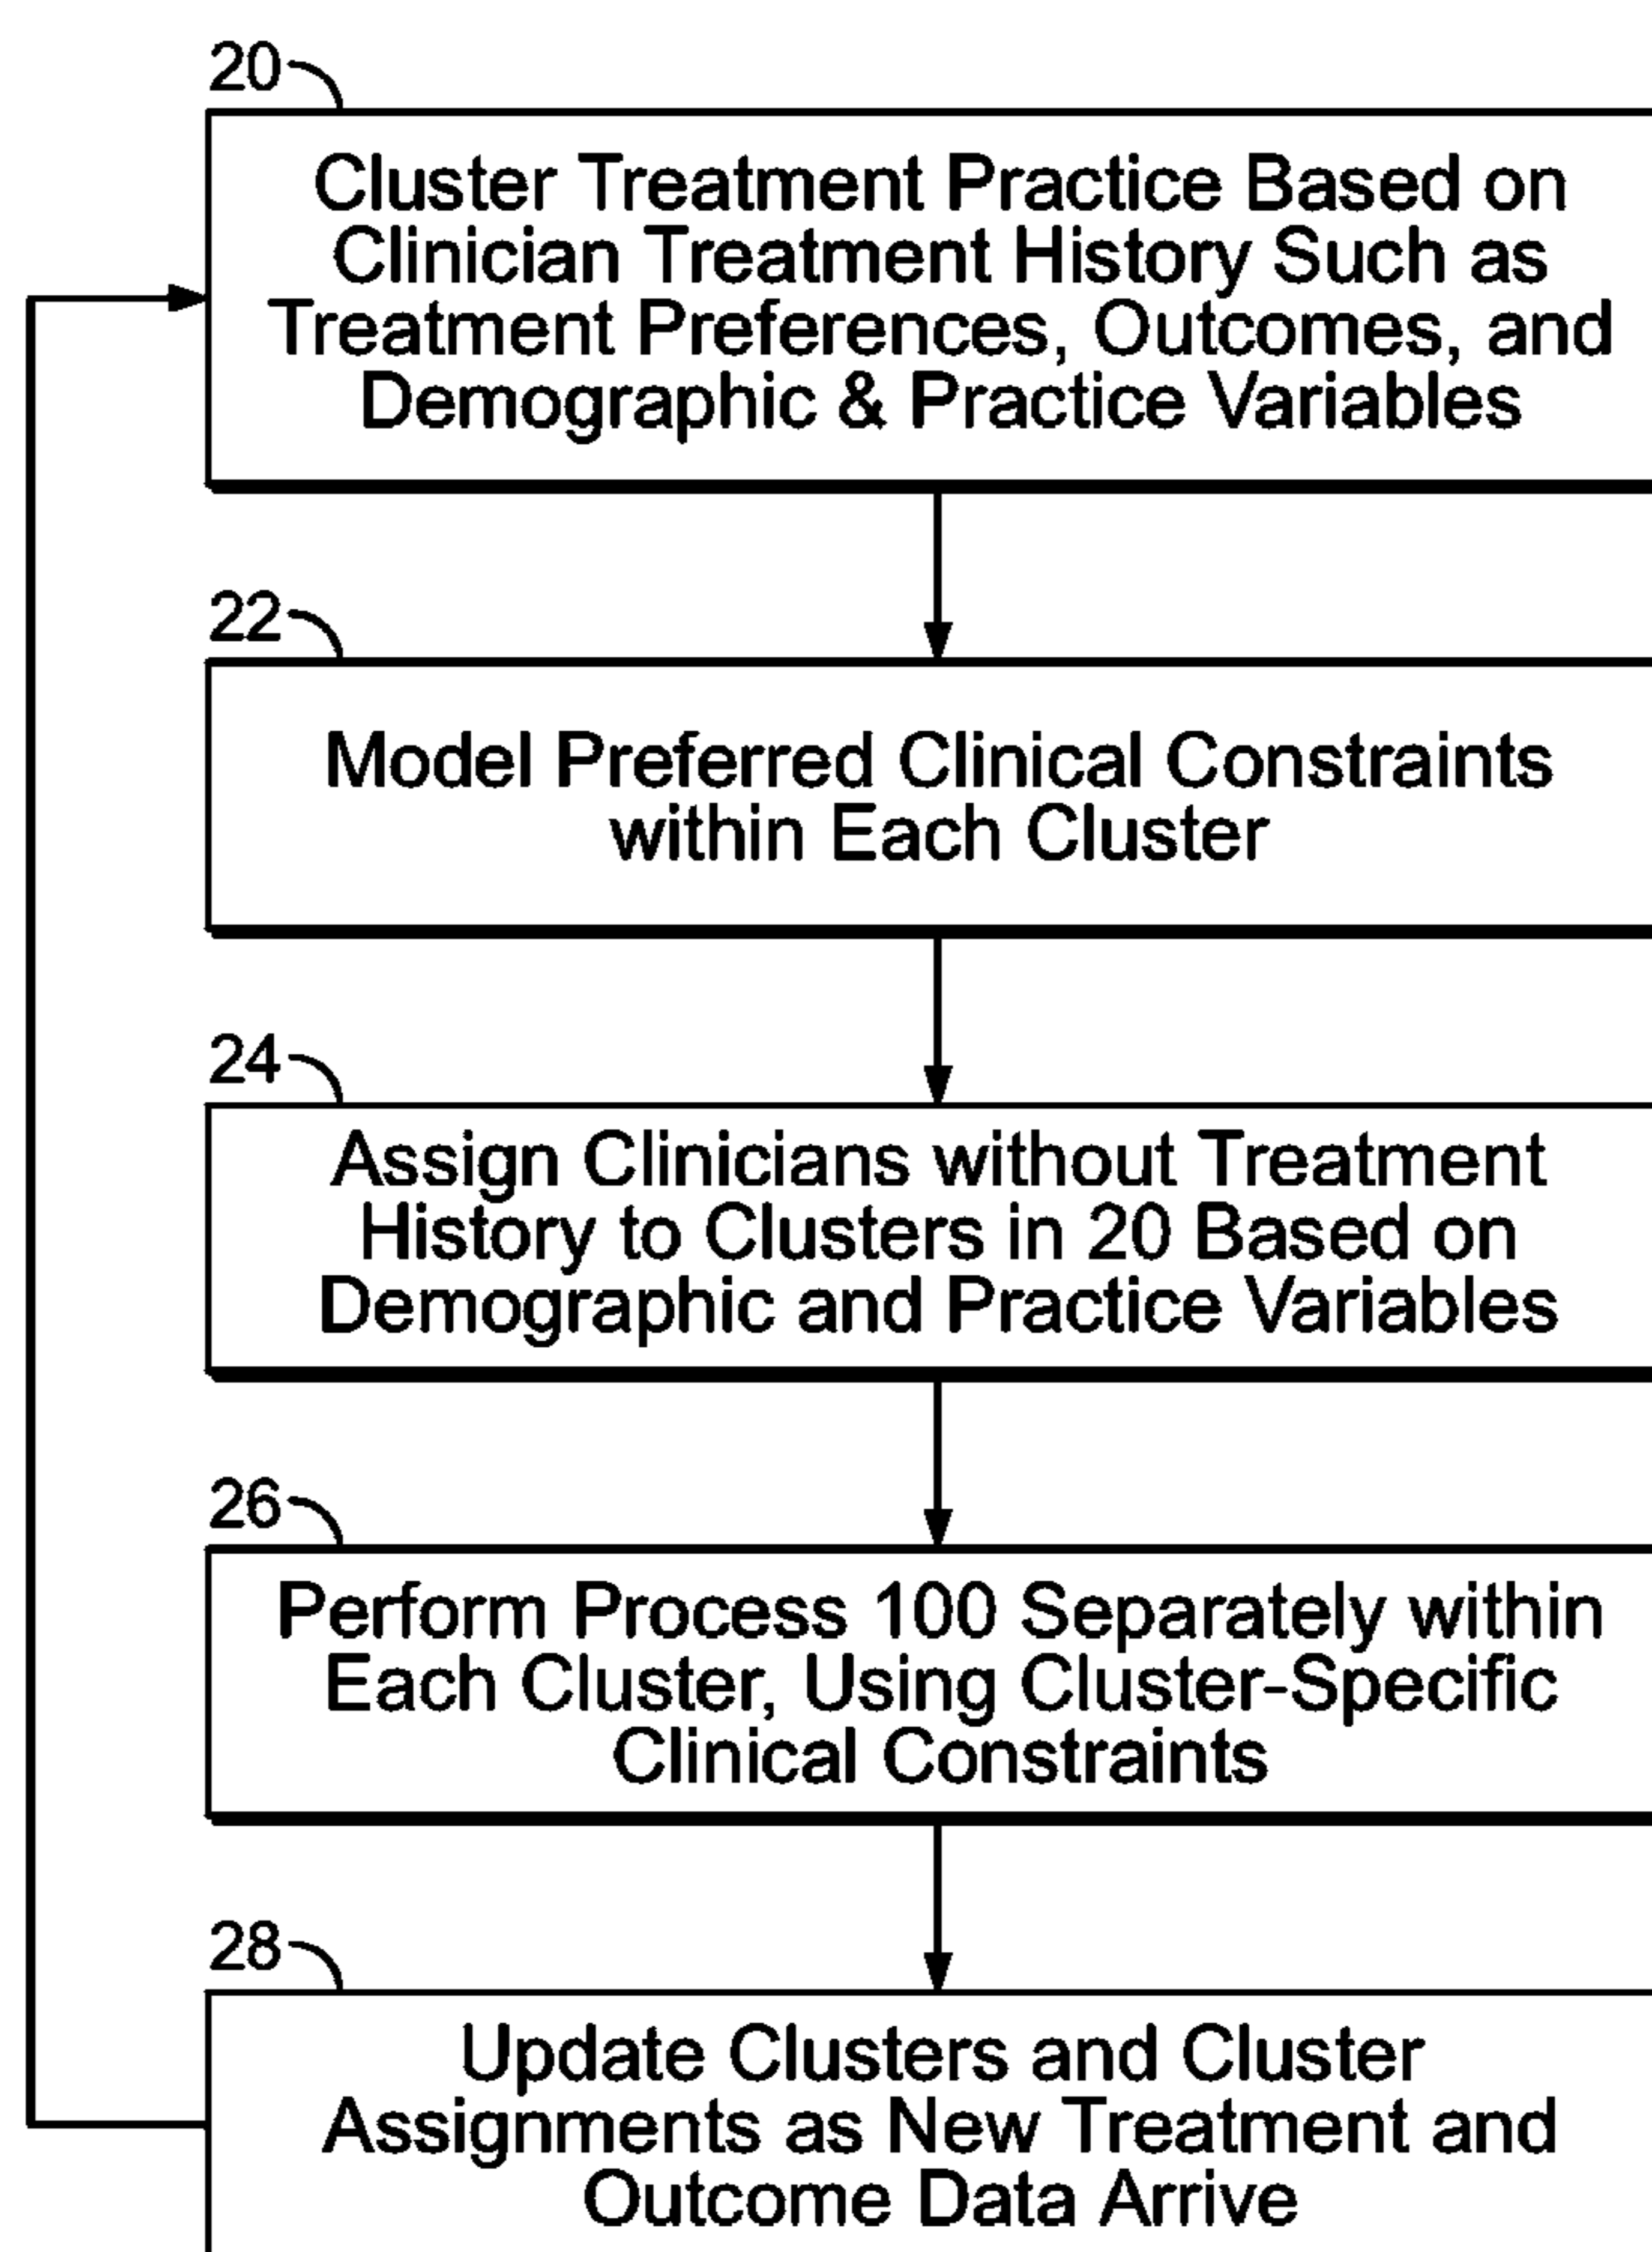 20
Cluster Treatment Practice Based on
Clinician Treatment History Such as
Treatment Preferences, Outcomes, and
Demographic & Practice Variables
22
Model Preferred Clinical Constraints
within Each Cluster
24
Assign Clinicians without Treatment
History to Clusters in 20 Based on
Demographic and Practice Variables
26
Perform Process 100 Separately within
Each Cluster, Using Cluster-Specific
Clinical Constraints
28
Update Clusters and Cluster
Assignments as New Treatment and
Outcome Data Arrive